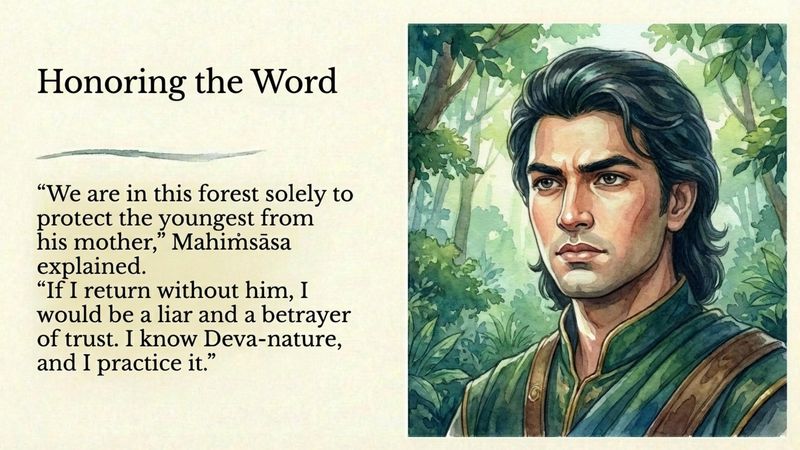 Honoring the Word
“We are in this forest solely to
protect the youngest from
his mother,” Mahiṁsāsa
explained.
“If I return without him, I
would be a liar and a betrayer
of trust. I know Deva-nature,
and I practice it.”